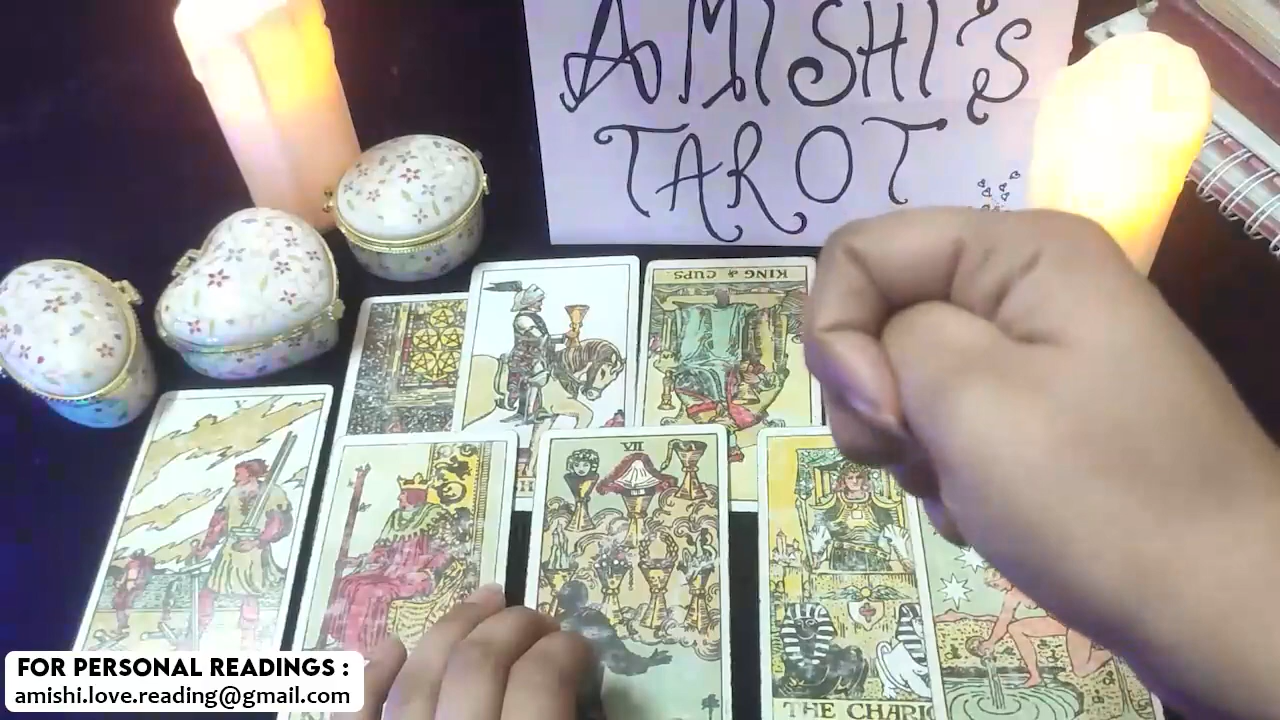 AMISHI'S
TAROT
KING of CUPS.
V
VII
THE CHARIO
FOR PERSONAL READINGS :
amishi.love.reading@gmail.com